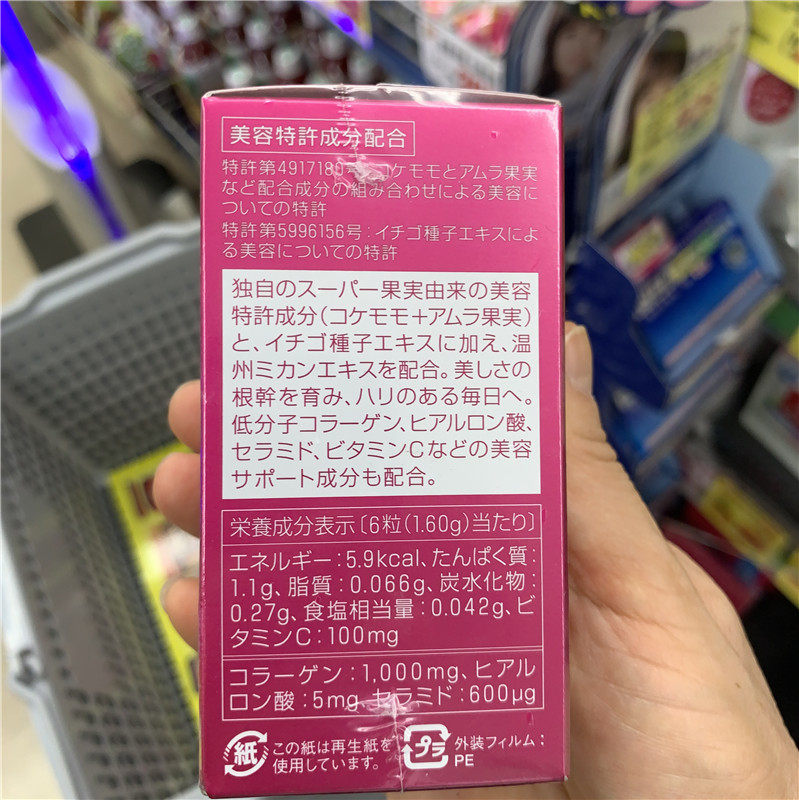 美容特許成分配合
特許第4917180号:コケモモとアムラ果実
など配合成分の組み合わせによる美容に
ついての特許
特許第5996156号:イチゴ種子エキスによ
る美容についての特許
独自のスーパー果実由来の美容
特許成分(コケモモ+アムラ果実)
と、イチゴ種子エキスに加え、温
州ミカンエキスを配合。美しさの
根幹を育み、ハリのある毎日へ。
低分子コラーゲン、ヒアルロン酸、
セラミド、ビタミンCなどの美容
サポート成分も配合。
栄養成分表示〔6粒(1.60g)当たり〕
エネルギー:5.9kcal、たんぱく質:
1.1g、脂質:0.066g、炭水化物:
0.27g、食塩相当量:0.042g、ビ
タミンC:100mg
コラーゲン:1,000mg、ヒアル
ロン酸:5mg、セラミド:600μg
紙
この紙は再生紙を
使用しています。
プラ
外装フィルム:
PE